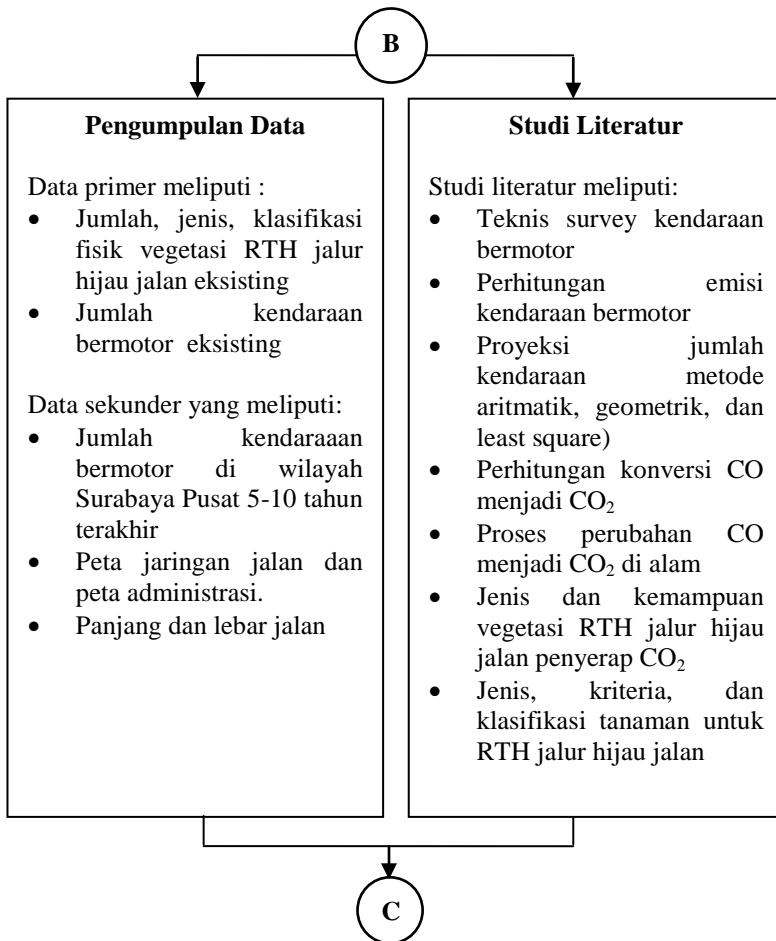 B
Pengumpulan Data
Data primer meliputi :
• Jumlah, jenis, klasifikasi
fisik vegetasi RTH jalur
hijau jalan eksisting
• Jumlah kendaraan
bermotor eksisting
Data sekunder yang meliputi:
• Jumlah kendaraaan
bermotor di wilayah
Surabaya Pusat 5-10 tahun
terakhir
• Peta jaringan jalan dan
peta administrasi.
• Panjang dan lebar jalan
Studi Literatur
Studi literatur meliputi:
• Teknis survey kendaraan
bermotor
• Perhitungan emisi
kendaraan bermotor
• Proyeksi jumlah
kendaraan metode
aritmatik, geometrik, dan
least square)
• Perhitungan konversi CO
menjadi CO₂
• Proses perubahan CO
menjadi CO₂ di alam
• Jenis dan kemampuan
vegetasi RTH jalur hijau
jalan penyerap CO₂
• Jenis, kriteria, dan
klasifikasi tanaman untuk
RTH jalur hijau jalan
C